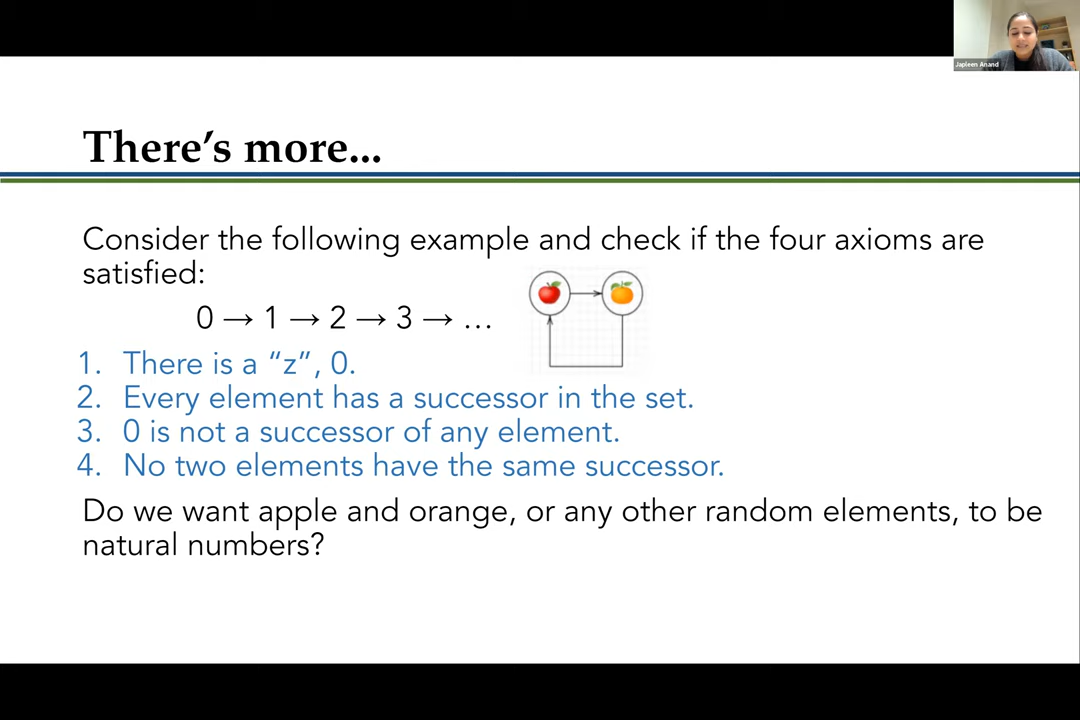 Japleen Anand
There's more...
Consider the following example and check if the four axioms are
satisfied:
0 → 1 → 2 → 3 → ...
1. There is a “z”, 0.
2. Every element has a successor in the set.
3. 0 is not a successor of any element.
4. No two elements have the same successor.
Do we want apple and orange, or any other random elements, to be
natural numbers?